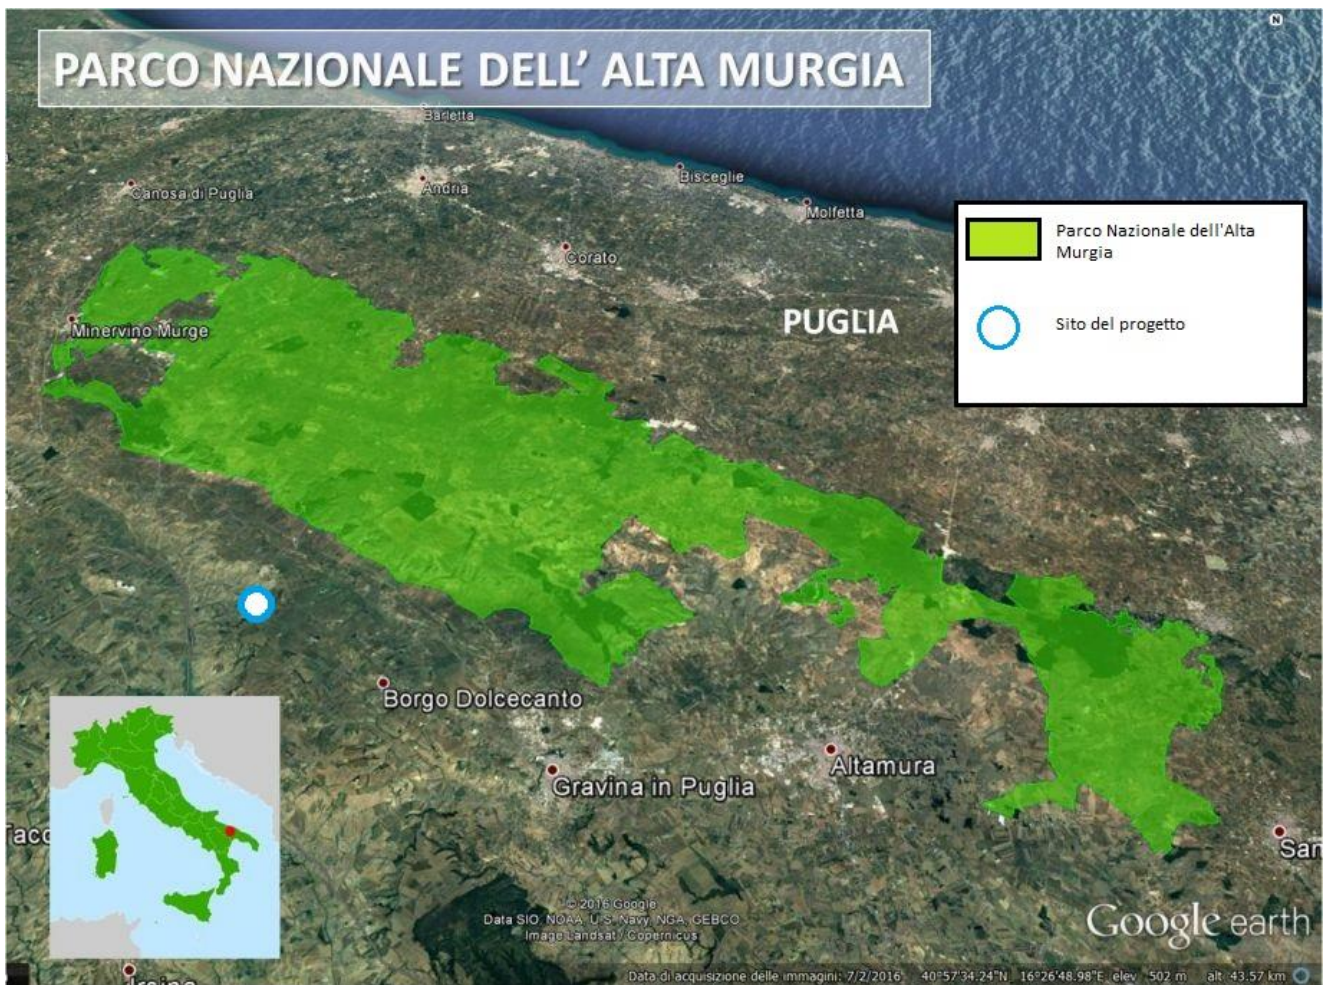 PARCO NAZIONALE DELL' ALTA MURGIA
N
Barletta
Canosa di Puglia
Andria
Bisceglie
Molfetta
Corato
Parco Nazionale dell'Alta
Murgia
PUGLIA
Sito del progetto
Minervino Murge
Borgo Dolcecanto
Gravina in Puglia
Altamura
Tacc
San
Irsina
© 2016 Google
Data SIO, NOAA, U.S. Navy, NGA, GEBCO
Image Landsat / Copernicus
Google earth
Data di acquisizione delle immagini: 7/2/2016 40°57'34.24"N 16°26'48.98"E elev 502 m alt 43.57 km